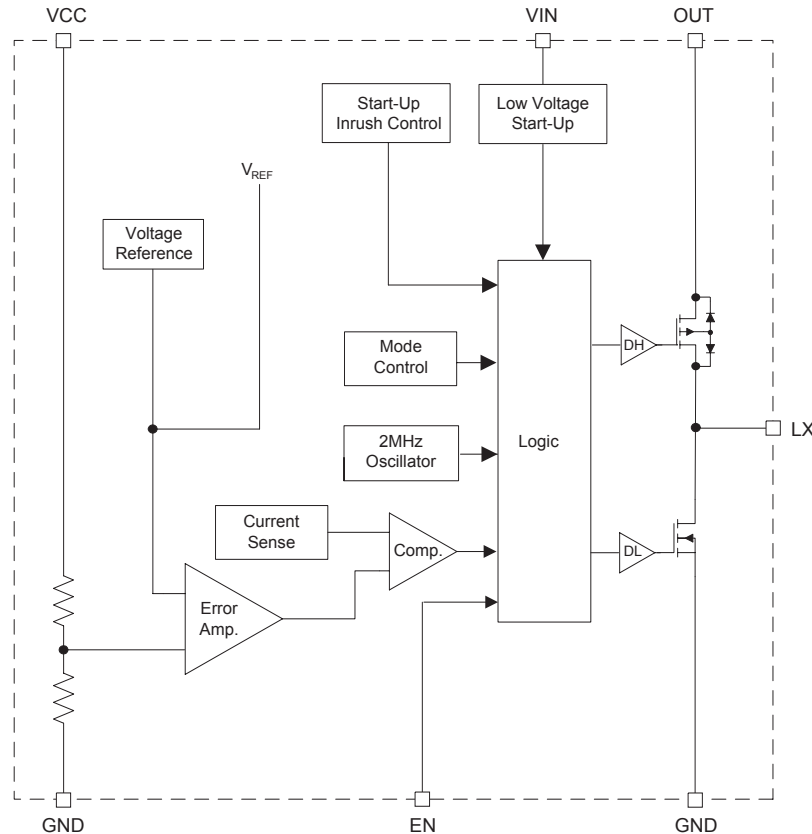 VCC
VIN
OUT
Start-Up
Inrush Control
Low Voltage
Start-Up
VREF
Voltage
Reference
Mode
Control
DH
2MHz
Oscillator
Logic
LX
Current
Sense
Comp.
DL
Error
Amp.
GND
EN
GND